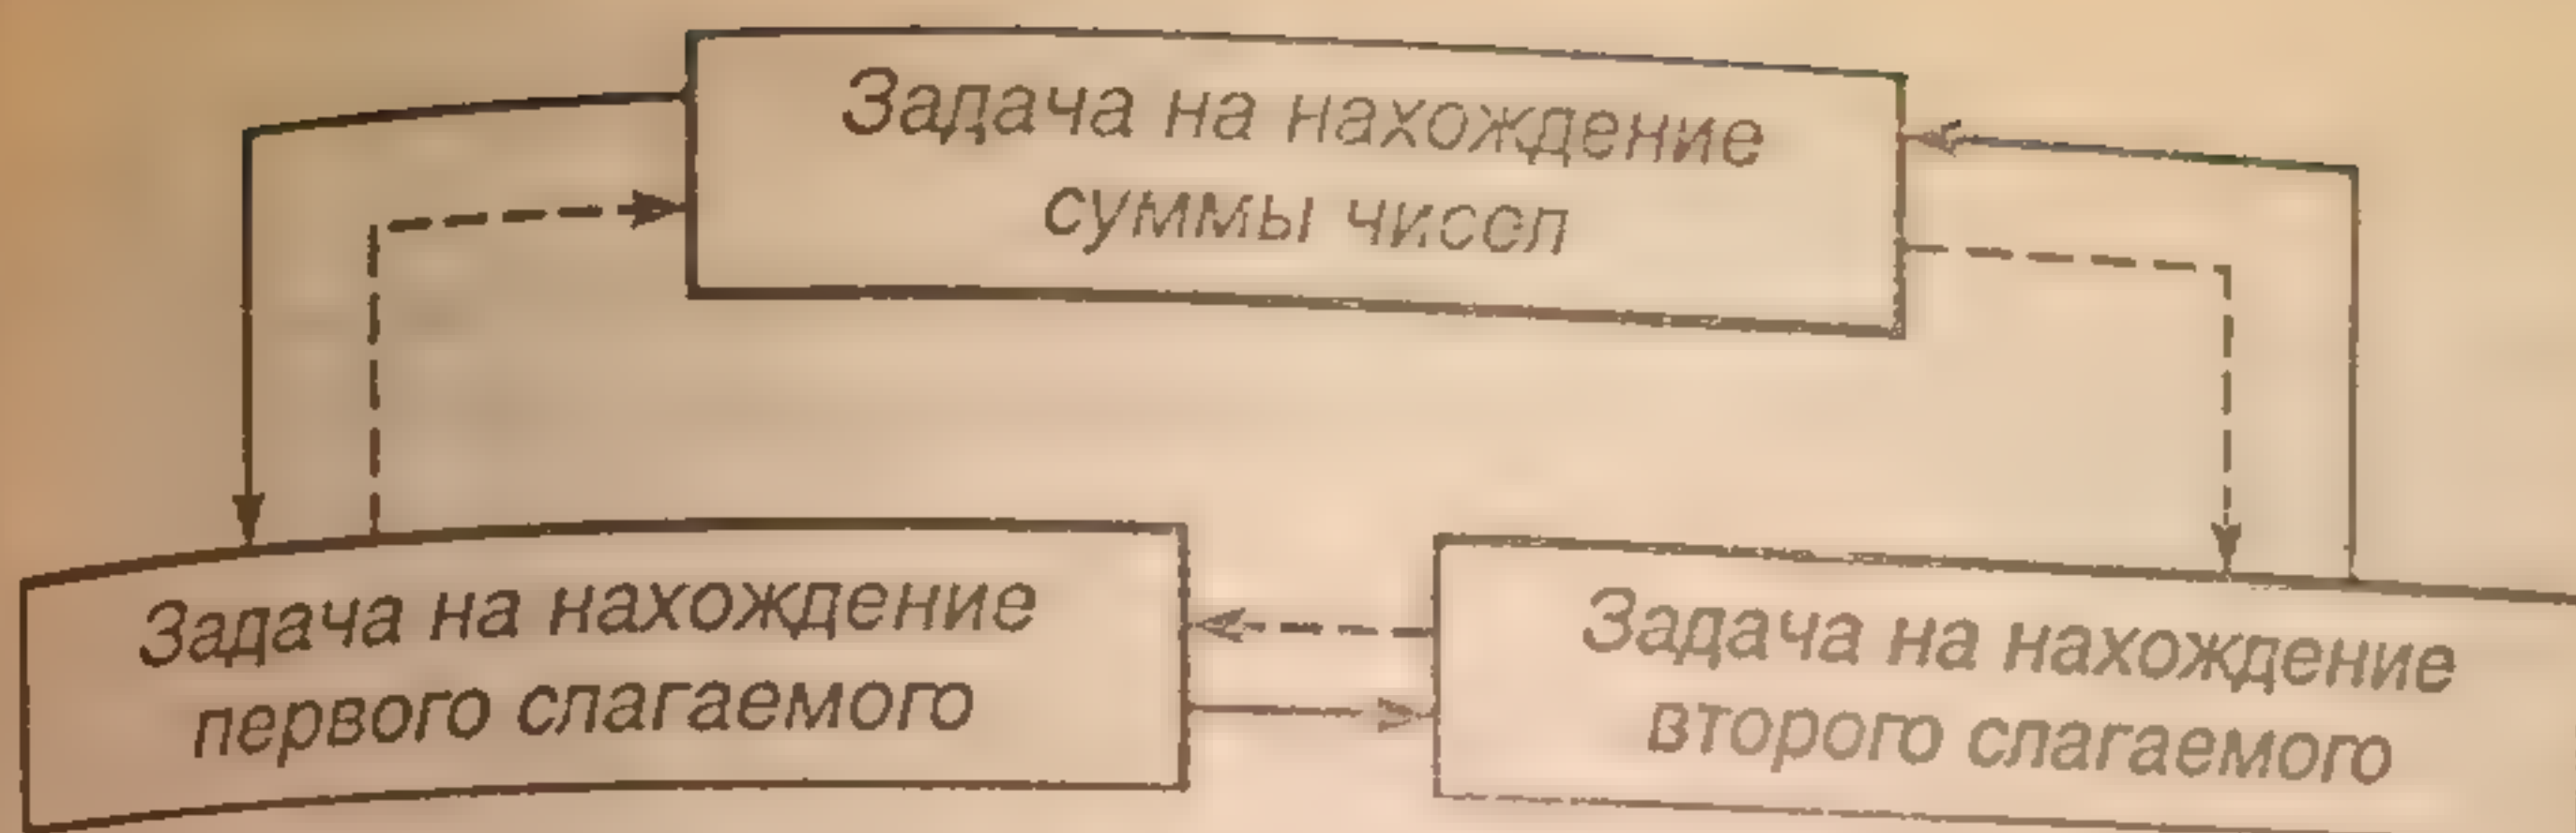 Задача на нахождение
суммы чисел
Задача на нахождение
первого слагаемого
Задача на нахождение
второго слагаемого